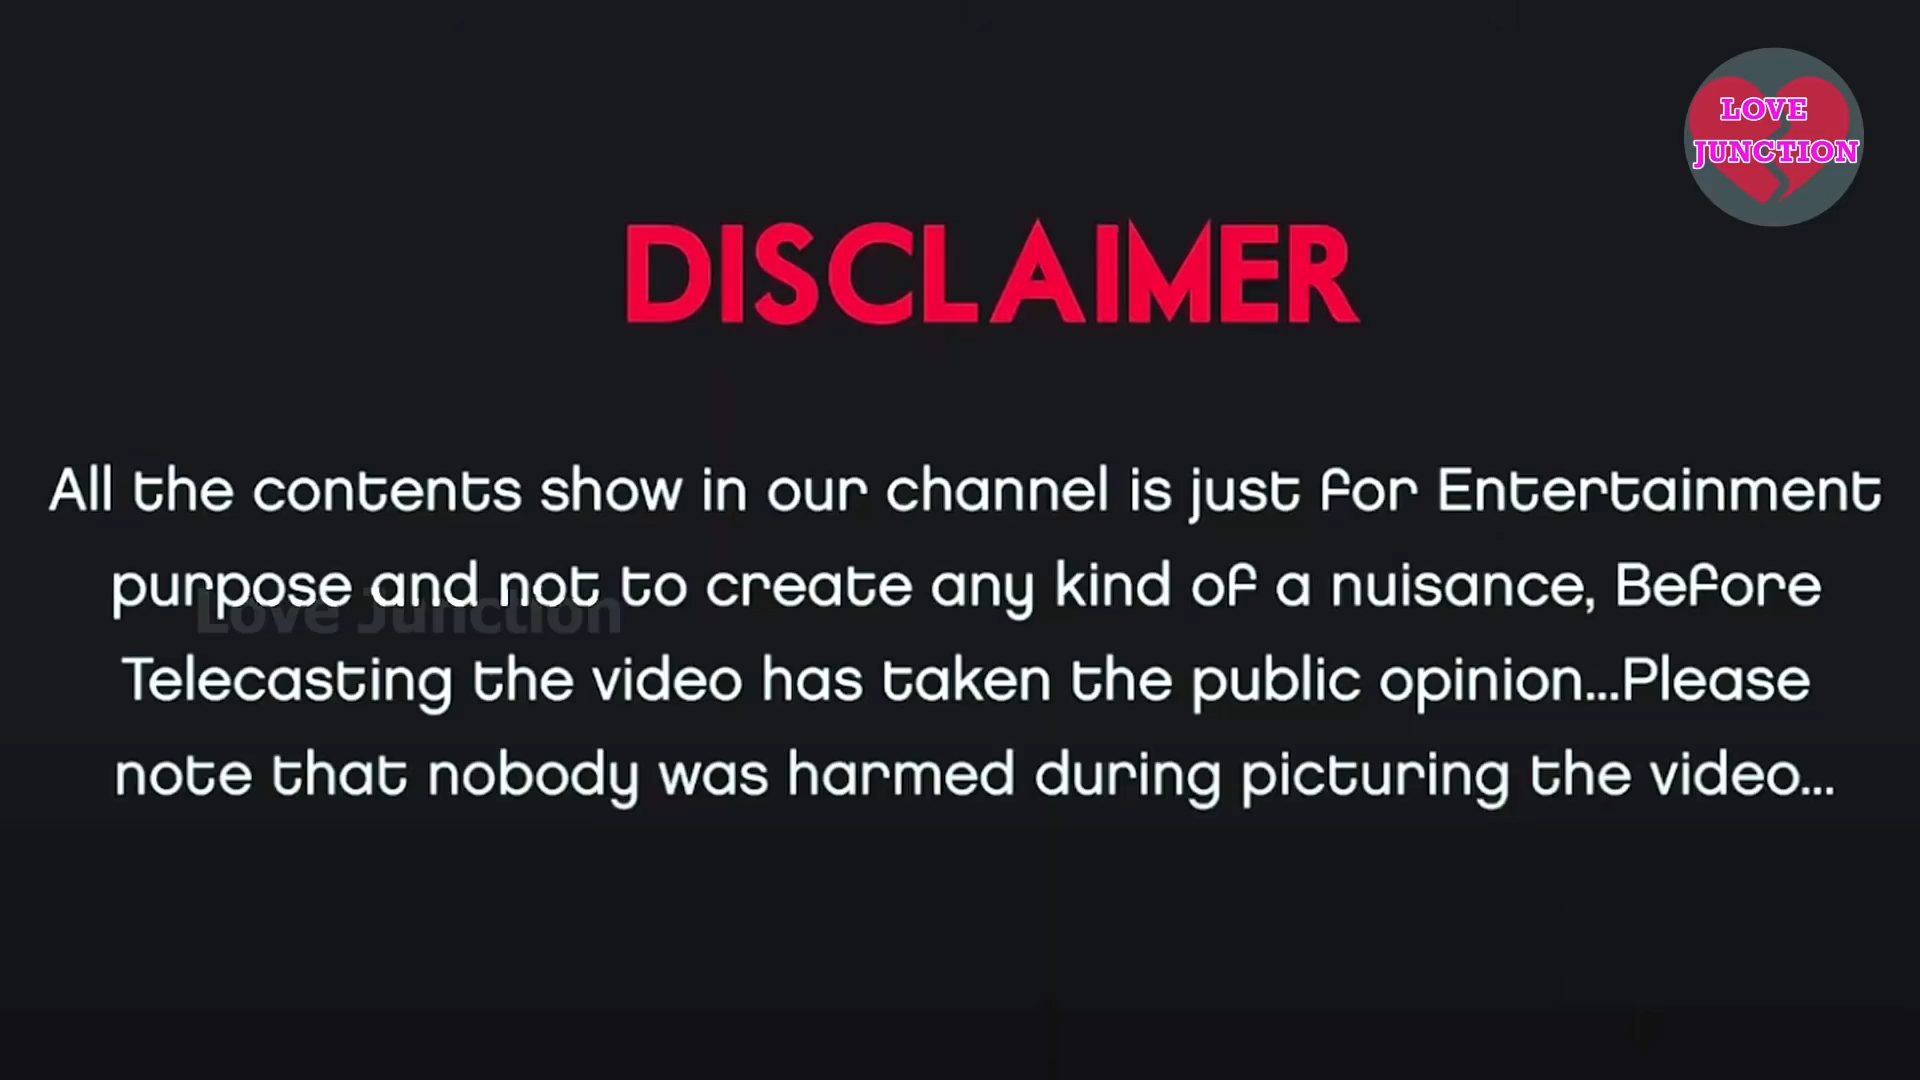 LOVE
JUNCTION
DISCLAIMER
All the contents show in our channel is just for Entertainment
purpose and not to create any kind of a nuisance, Before
Love Junction
Telecasting the video has taken the public opinion...Please
note that nobody was harmed during picturing the video...